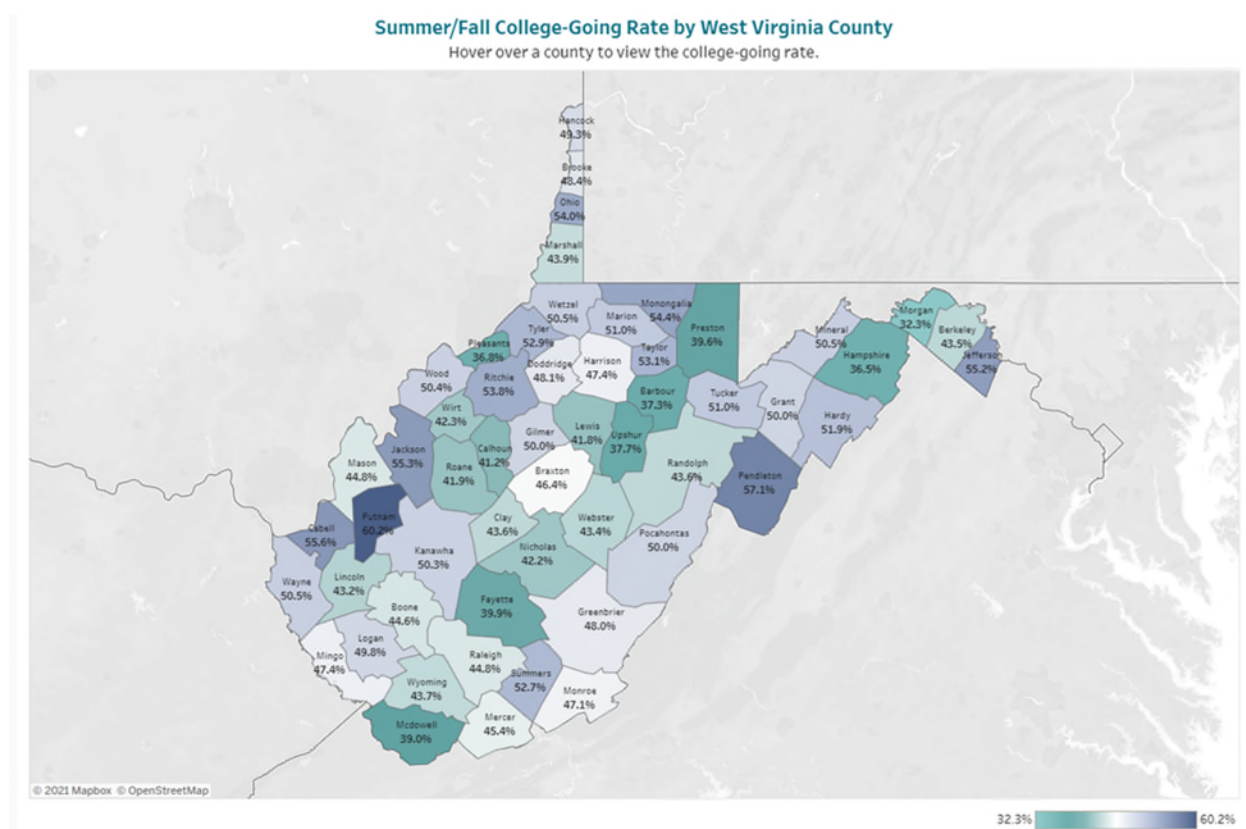 Summer/Fall College-Going Rate by West Virginia County
Hover over a county to view the college-going rate.
Hancock
49.3%
Brooke
48.4%
Ohio
54.0%
Marshall
43.9%
Wetzel
50.5%
Monongalia
54.4%
Marion
51.0%
Preston
39.6%
Tyler
52.9%
Pleasants
36.8%
Doddridge
48.1%
Harrison
47.4%
Taylor
53.1%
Mineral
50.5%
Morgan
32.3%
Berkeley
43.5%
Jefferson
55.2%
Hampshire
36.5%
Wood
50.4%
Ritchie
53.8%
Barbour
37.3%
Tucker
51.0%
Grant
50.0%
Hardy
51.9%
Wirt
42.3%
Gilmer
50.0%
Lewis
41.8%
Upshur
37.7%
Jackson
55.3%
Calhoun
41.2%
Roane
41.9%
Mason
44.8%
Braxton
46.4%
Randolph
43.6%
Pendleton
57.1%
Cabell
55.6%
Putnam
60.2%
Clay
43.6%
Webster
43.4%
Pocahontas
50.0%
Kanawha
50.3%
Nicholas
42.2%
Wayne
50.5%
Lincoln
43.2%
Boone
44.6%
Fayette
39.9%
Greenbrier
48.0%
Logan
49.8%
Mingo
47.4%
Raleigh
44.8%
Summers
52.7%
Wyoming
43.7%
Monroe
47.1%
Mcdowell
39.0%
Mercer
45.4%
© 2021 Mapbox © OpenStreetMap
32.3% 60.2%